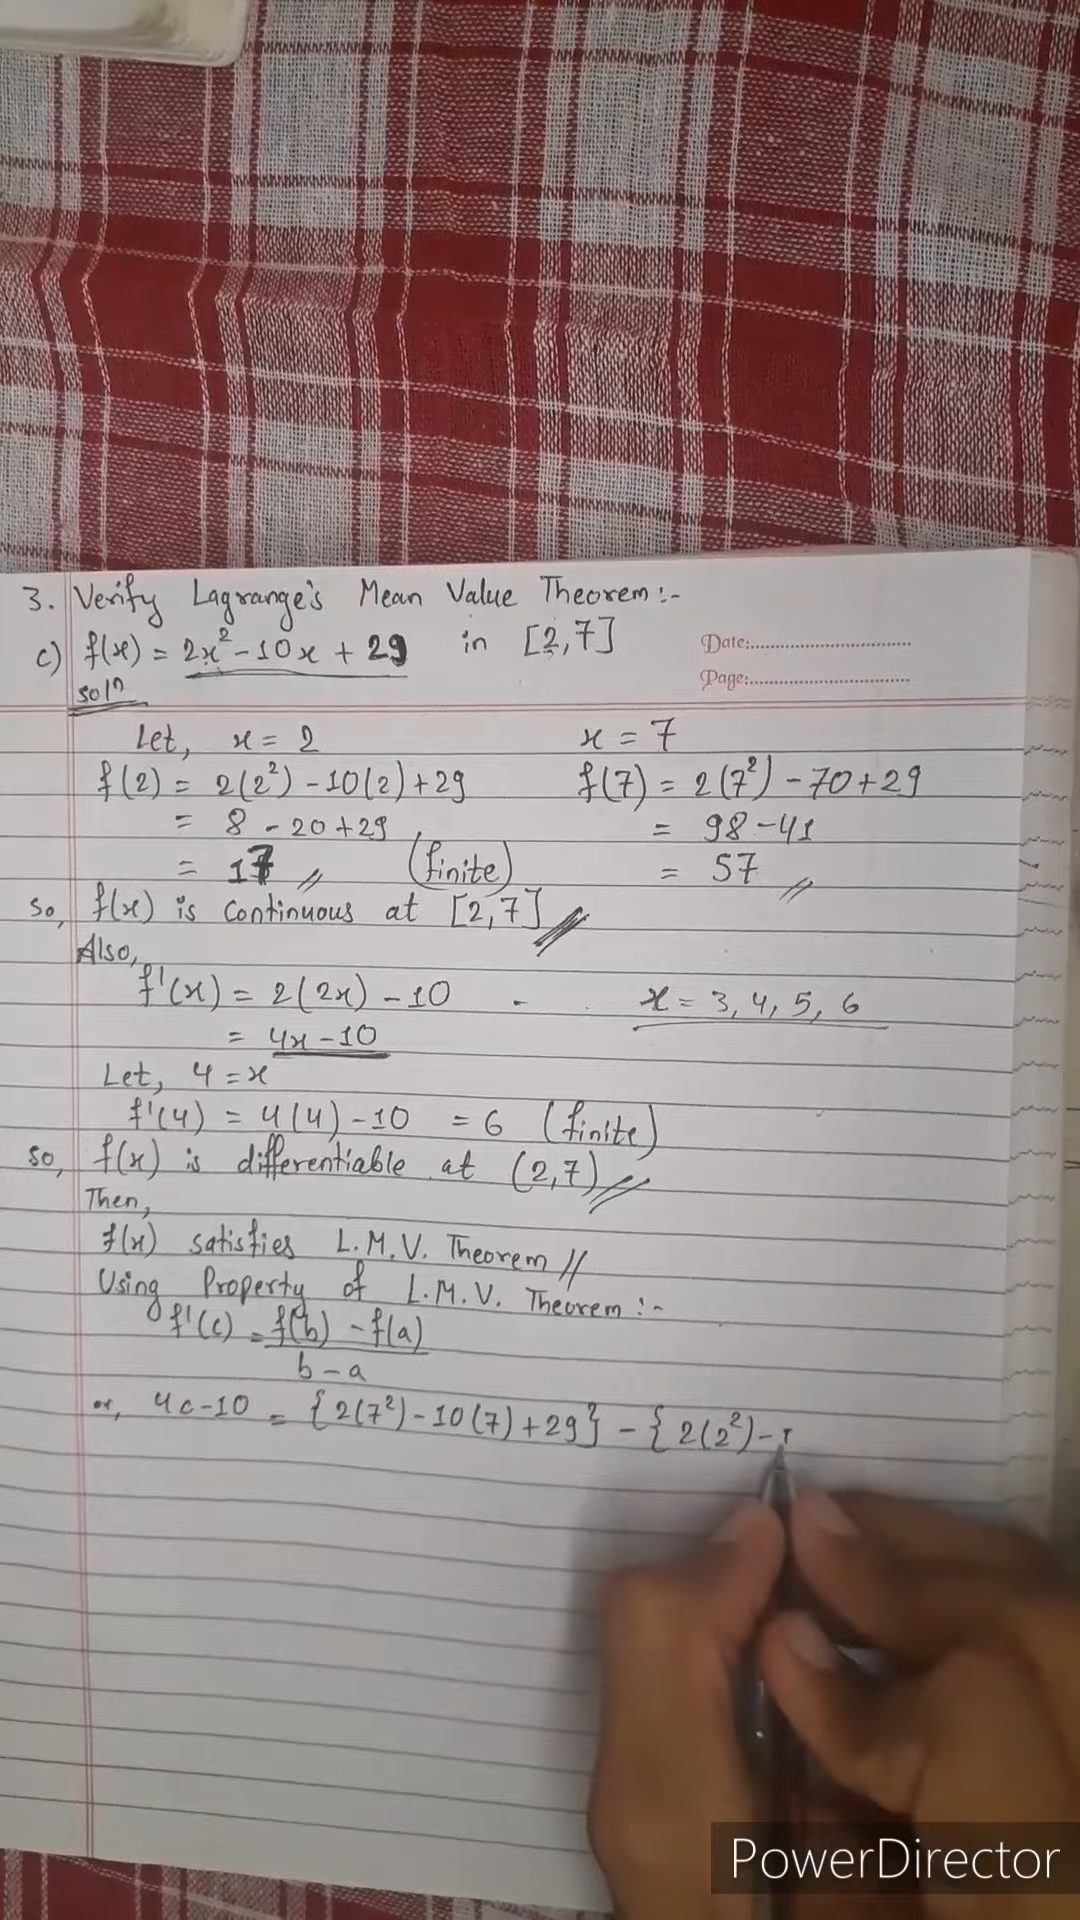 3. Verify Lagrange's Mean Value Theorem :-
c) f(x) = 2x² - 10x + 29 in [2,7]
Date:
Page:
solⁿ
Let, x = 2 x = 7
f(2) = 2(2²) - 10(2) + 29 f(7) = 2(7²) - 70 + 29
= 8 - 20 + 29 = 98 - 41
= 17 // (finite) = 57 //
So, f(x) is continuous at [2,7] //
Also,
f'(x) = 2(2x) - 10 x = 3, 4, 5, 6
= 4x - 10
Let, 4 = x
f'(4) = 4(4) - 10 = 6 (finite)
so, f(x) is differentiable at (2,7) //
Then,
f(x) satisfies L.M.V. Theorem //
Using Property of L.M.V. Theorem :-
f'(c) = f(b) - f(a)
b - a
or, 4c - 10 = {2(7²) - 10(7) + 29} - {2(2²) -
PowerDirector